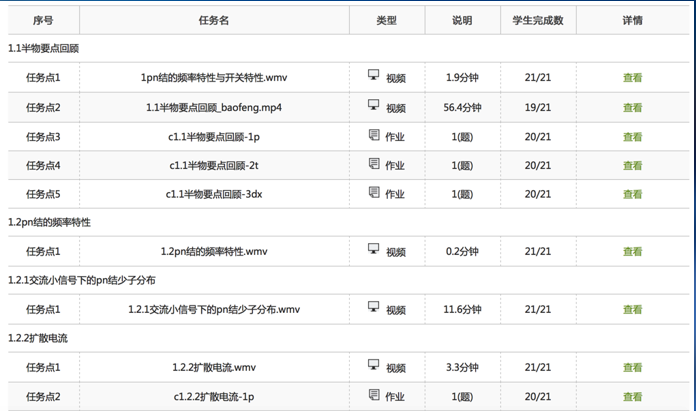 序号 任务名 类型 说明 学生完成数 详情
1.1半物要点回顾
任务点1 1pn结的频率特性与开关特性.wmv 视频 1.9分钟 21/21 查看
任务点2 1.1半物要点回顾_baofeng.mp4 视频 56.4分钟 19/21 查看
任务点3 c1.1半物要点回顾-1p 作业 1(题) 20/21 查看
任务点4 c1.1半物要点回顾-2t 作业 1(题) 20/21 查看
任务点5 c1.1半物要点回顾-3dx 作业 1(题) 20/21 查看
1.2pn结的频率特性
任务点1 1.2pn结的频率特性.wmv 视频 0.2分钟 21/21 查看
1.2.1交流小信号下的pn结少子分布
任务点1 1.2.1交流小信号下的pn结少子分布.wmv 视频 11.6分钟 21/21 查看
1.2.2扩散电流
任务点1 1.2.2扩散电流.wmv 视频 3.3分钟 21/21 查看
任务点2 c1.2.2扩散电流-1p 作业 1(题) 20/21 查看